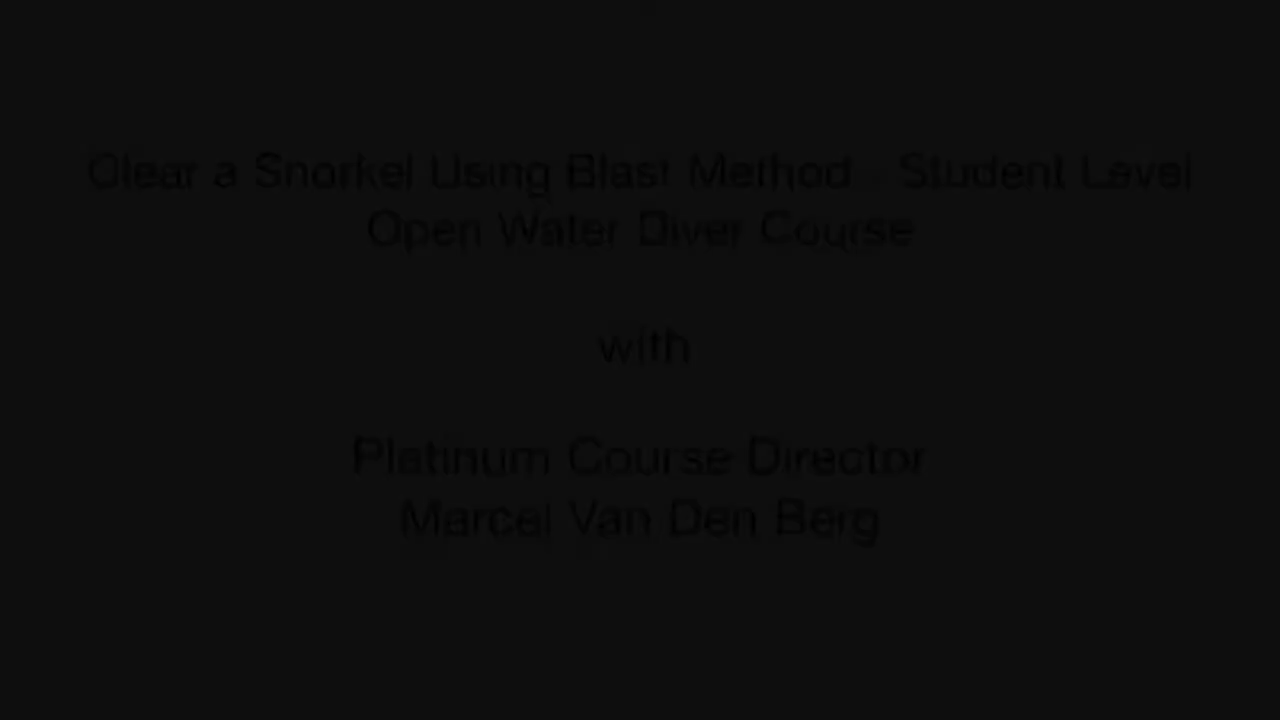 Clear a Snorkel Using Blast Method - Student Level
Open Water Diver Course
with
Platinum Course Director
Marcel Van Den Berg